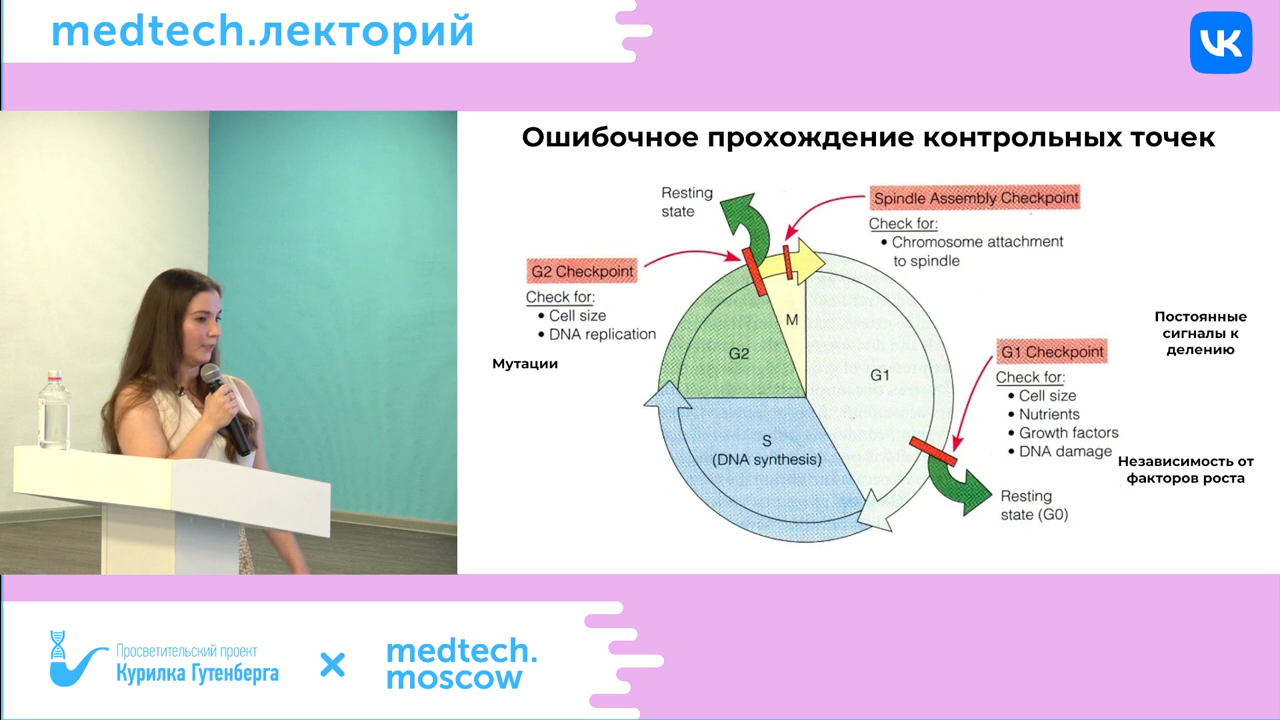 medtech.лекторий
VK
Ошибочное прохождение контрольных точек
Resting
state
Spindle Assembly Checkpoint
Check for:
• Chromosome attachment
to spindle
G2 Checkpoint
Check for:
• Cell size
• DNA replication
Мутации
M
G2
G1
S
(DNA synthesis)
Постоянные
сигналы к
делению
G1 Checkpoint
Check for:
• Cell size
• Nutrients
• Growth factors
• DNA damage
Независимость от
факторов роста
Resting
state (G0)
Просветительский проект
Курилка Гутенберга
×
medtech.
moscow